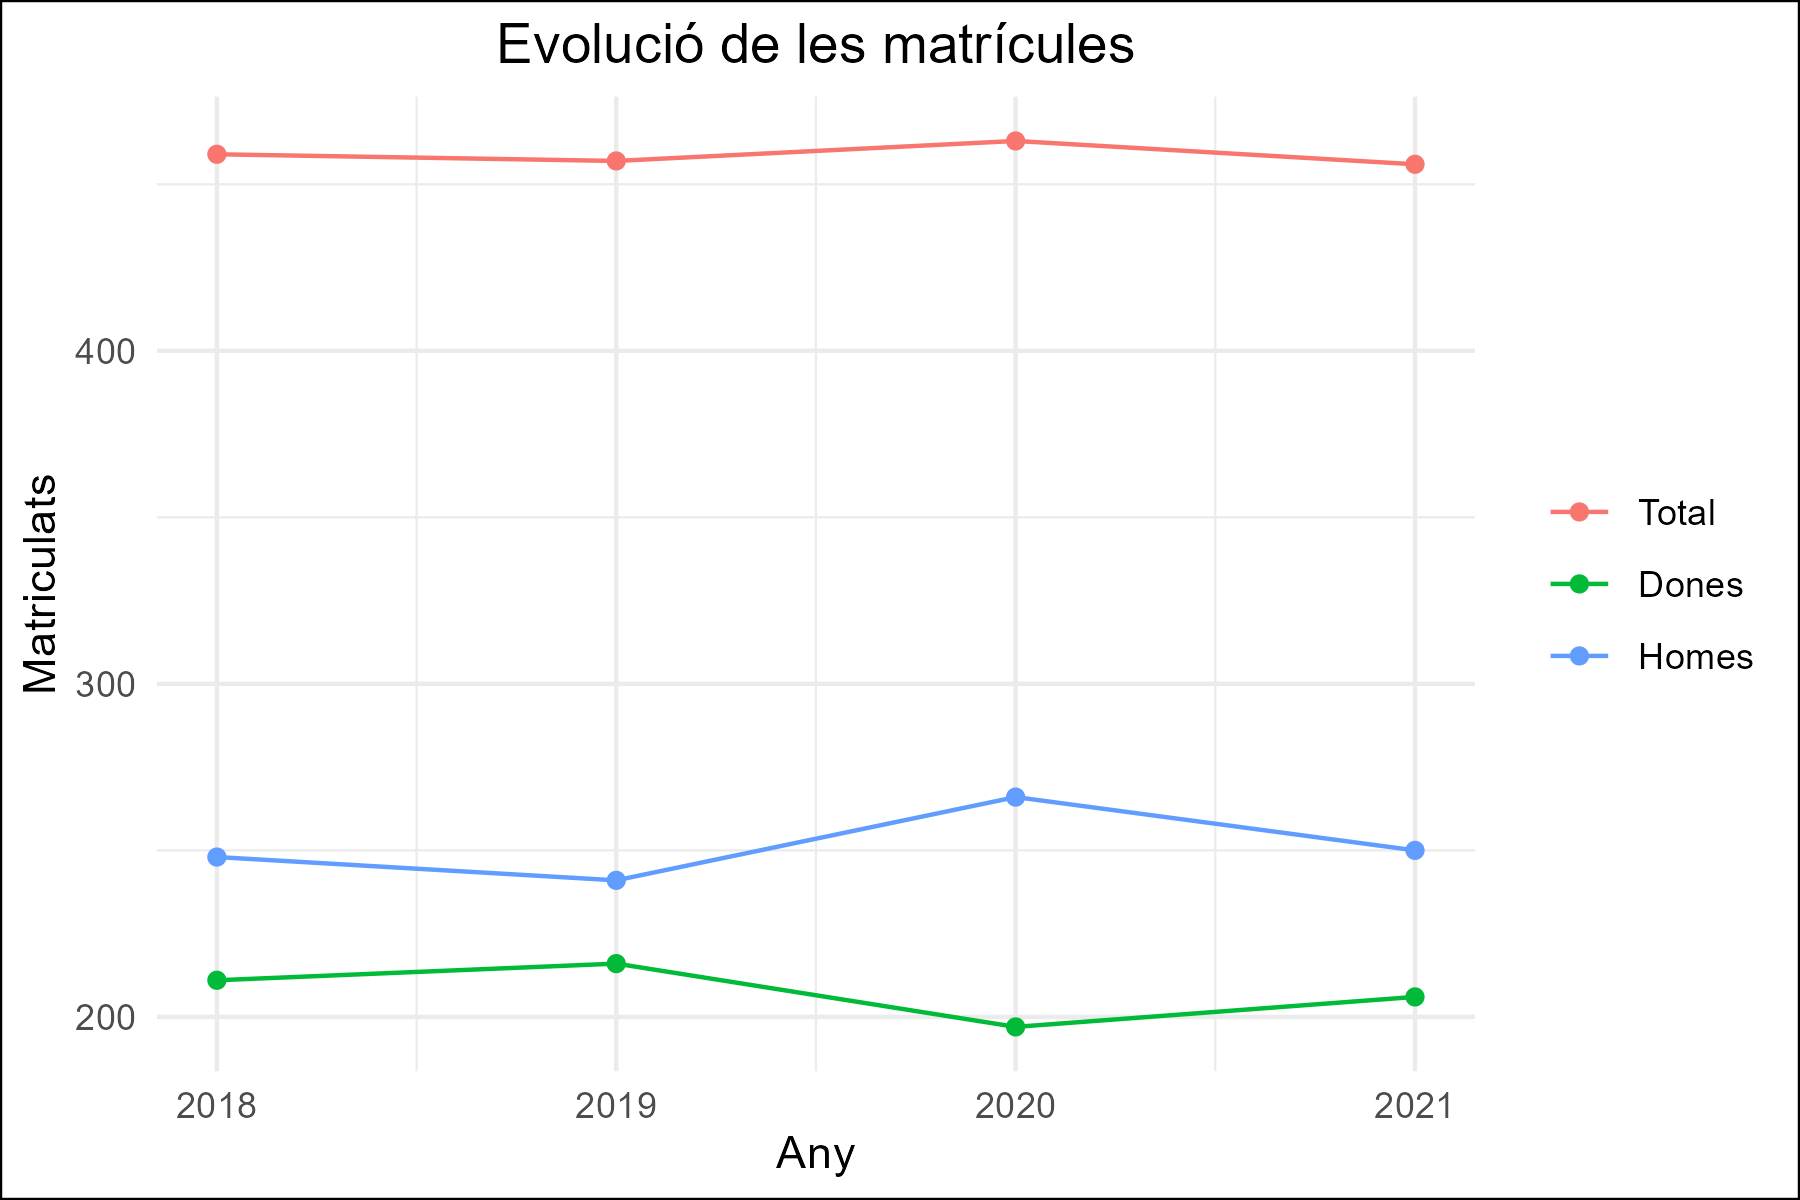 Evolució de les matrícules
Matriculats
400
300
200
2018
2019
2020
2021
Any
Total
Dones
Homes